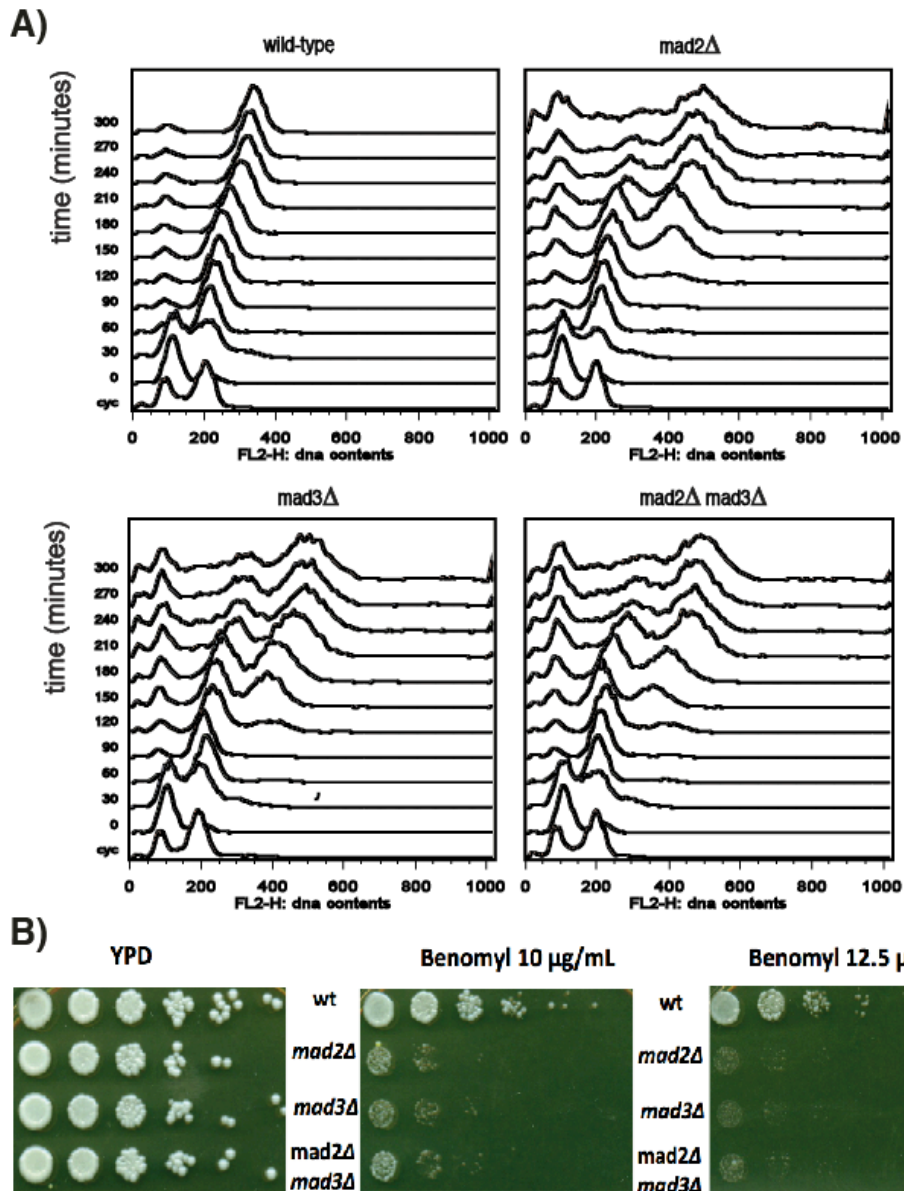 A)
wild-type
mad2Δ
time (minutes)
300
270
240
210
180
150
120
90
60
30
0
cyc
0 200 400 600 800 1000
FL2-H: dna contents
0 200 400 600 800 1000
FL2-H: dna contents
mad3Δ
mad2Δ mad3Δ
time (minutes)
300
270
240
210
180
150
120
90
60
30
0
cyc
0 200 400 600 800 1000
FL2-H: dna contents
0 200 400 600 800 1000
FL2-H: dna contents
B)
YPD
Benomyl 10 µg/mL
Benomyl 12.5 µ
wt
wt
mad2Δ
mad2Δ
mad3Δ
mad3Δ
mad2Δ
mad3Δ
mad2Δ
mad3Δ